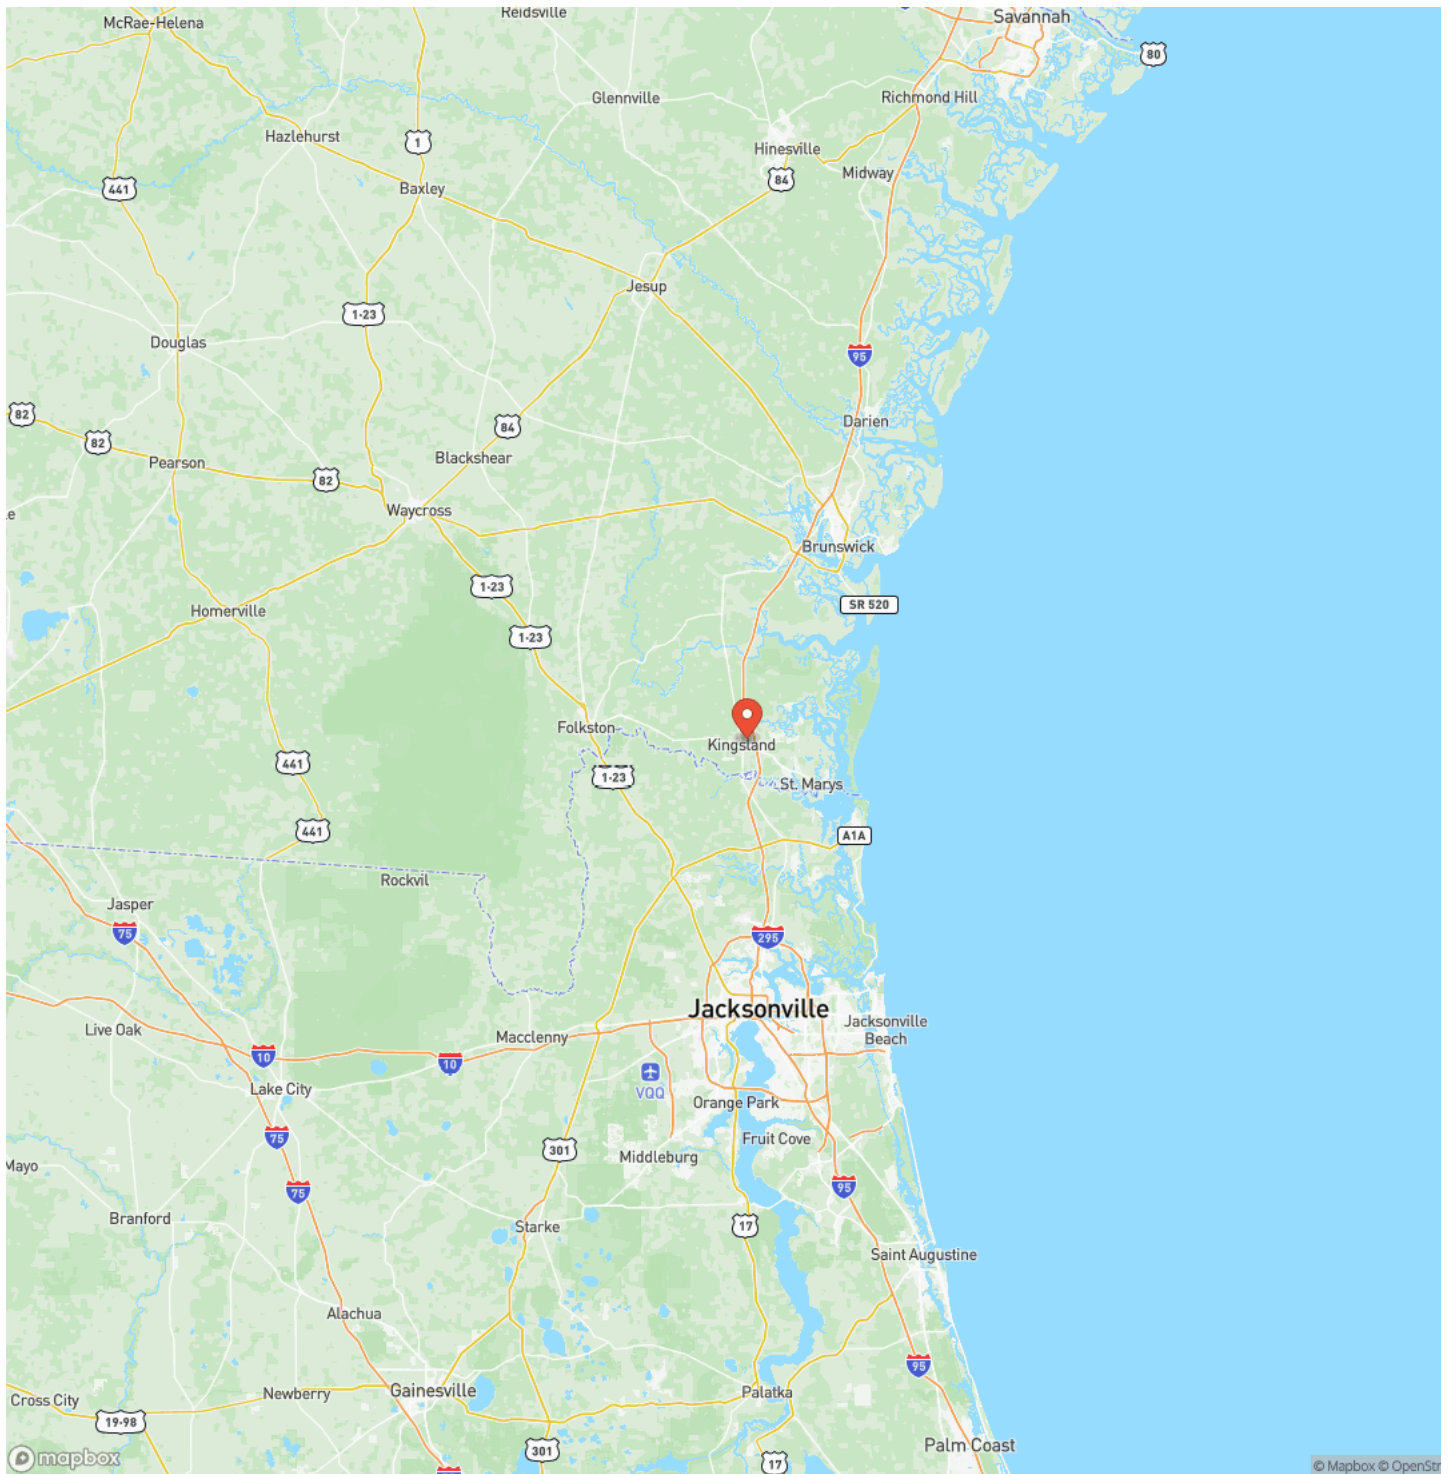 Reidsville
Savannah
McRae-Helena
80
Glennville
Richmond Hill
Hazlehurst
1
Hinesville
Midway
84
441
Baxley
Jesup
1-23
Douglas
95
82
Darien
84
82
Blackshear
Pearson
82
Waycross
Brunswick
1-23
SR 520
Homerville
1-23
Folkston
Kingsland
441
1-23
St. Marys
441
A1A
Rockvil
Jasper
75
295
Jacksonville
Live Oak
Jacksonville
Beach
Macclenny
10
10
Lake City
VQQ
Orange Park
75
Fruit Cove
301
Middleburg
Mayo
75
95
Branford
17
Starke
Saint Augustine
Alachua
95
Gainesville
Palatka
Newberry
Cross City
19-98
Palm Coast
301
17
mapbox
© Mapbox © OpenStr